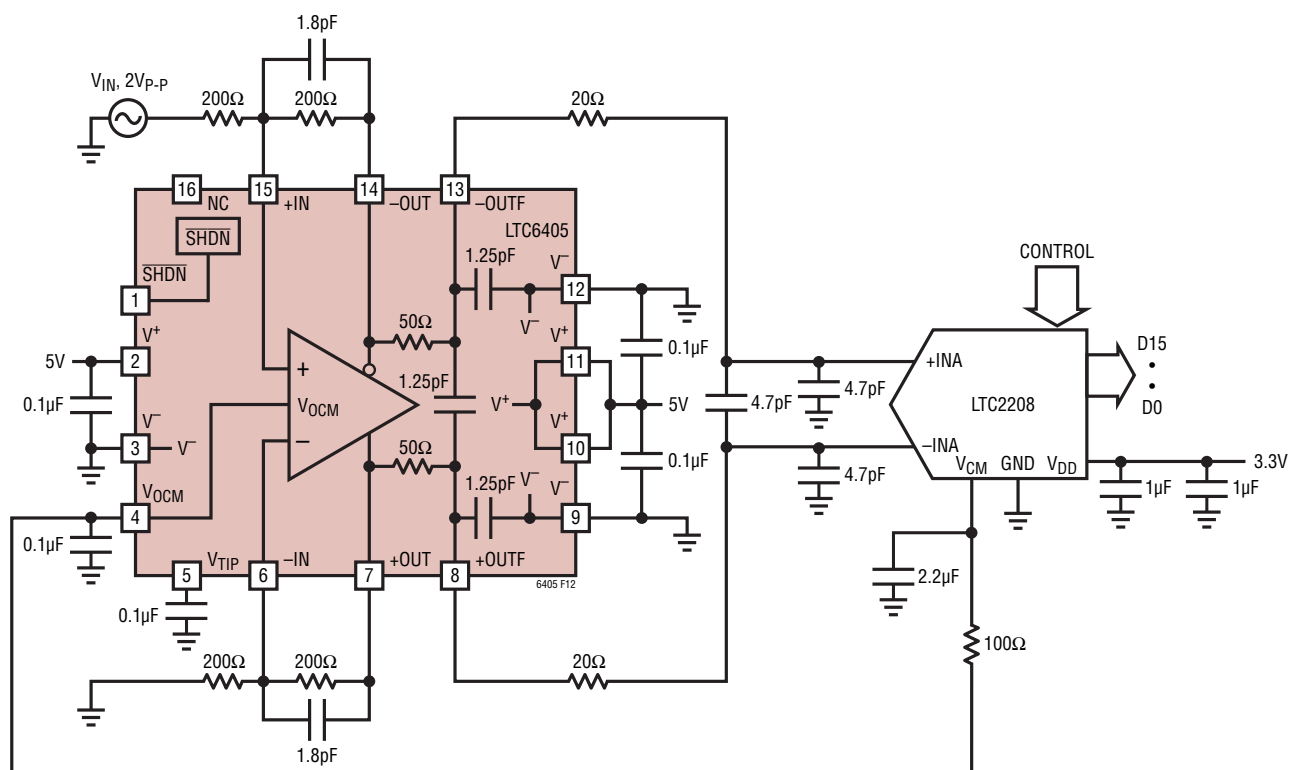 1.8pF
V_IN, 2V_P-P
200Ω 200Ω
20Ω
16 NC 15 +IN 14 –OUT 13 –OUTF
LTC6405
SHDN
SHDN
1
1.25pF
V–
12
V–
CONTROL
V+
5V 2
0.1µF
50Ω
V+
11
0.1µF
+
V_OCM
–
1.25pF
V+
5V
4.7pF
4.7pF
+INA
LTC2208
–INA
D15
•
•
D0
V–
3 V–
V+
10
50Ω
0.1µF
4.7pF
V_CM GND V_DD
3.3V
1µF 1µF
V_OCM
4
0.1µF
1.25pF V–
V–
9
5 V_TIP 6 –IN 7 +OUT 8 +OUTF
6405 F12
0.1µF
2.2µF
100Ω
200Ω 200Ω
20Ω
1.8pF